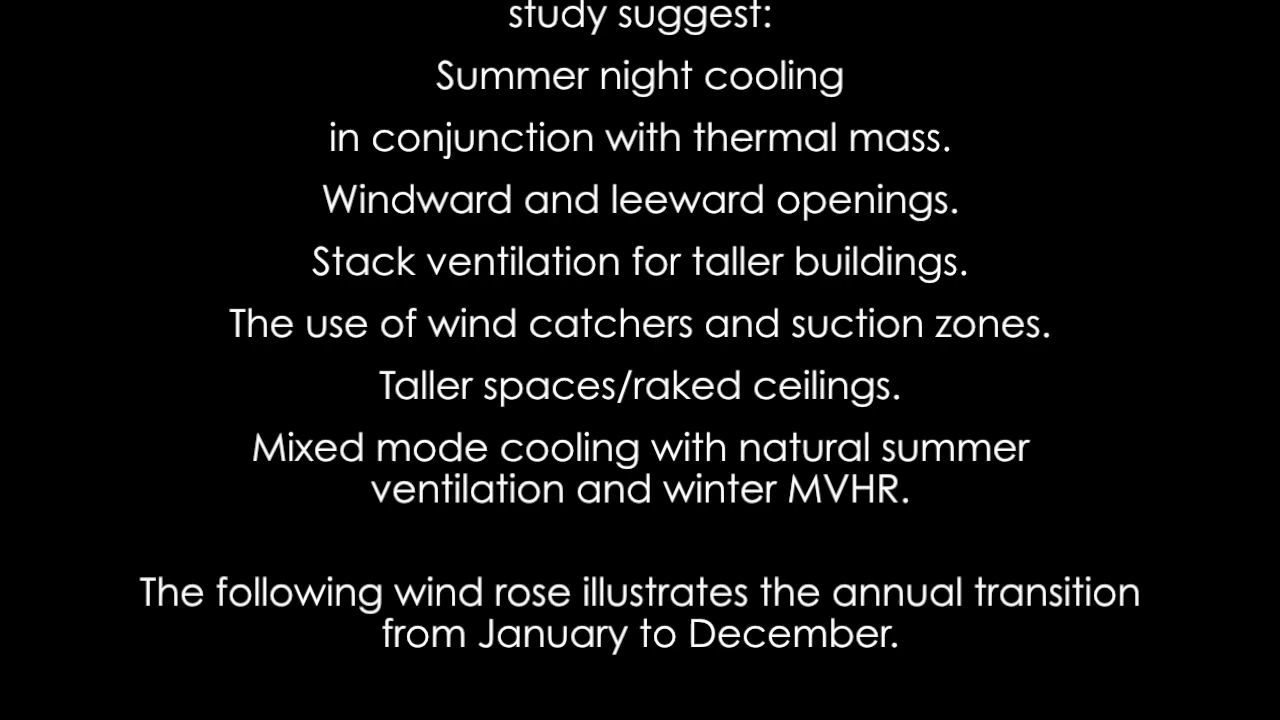 study suggest:
Summer night cooling
in conjunction with thermal mass.
Windward and leeward openings.
Stack ventilation for taller buildings.
The use of wind catchers and suction zones.
Taller spaces/raked ceilings.
Mixed mode cooling with natural summer
ventilation and winter MVHR.
The following wind rose illustrates the annual transition
from January to December.